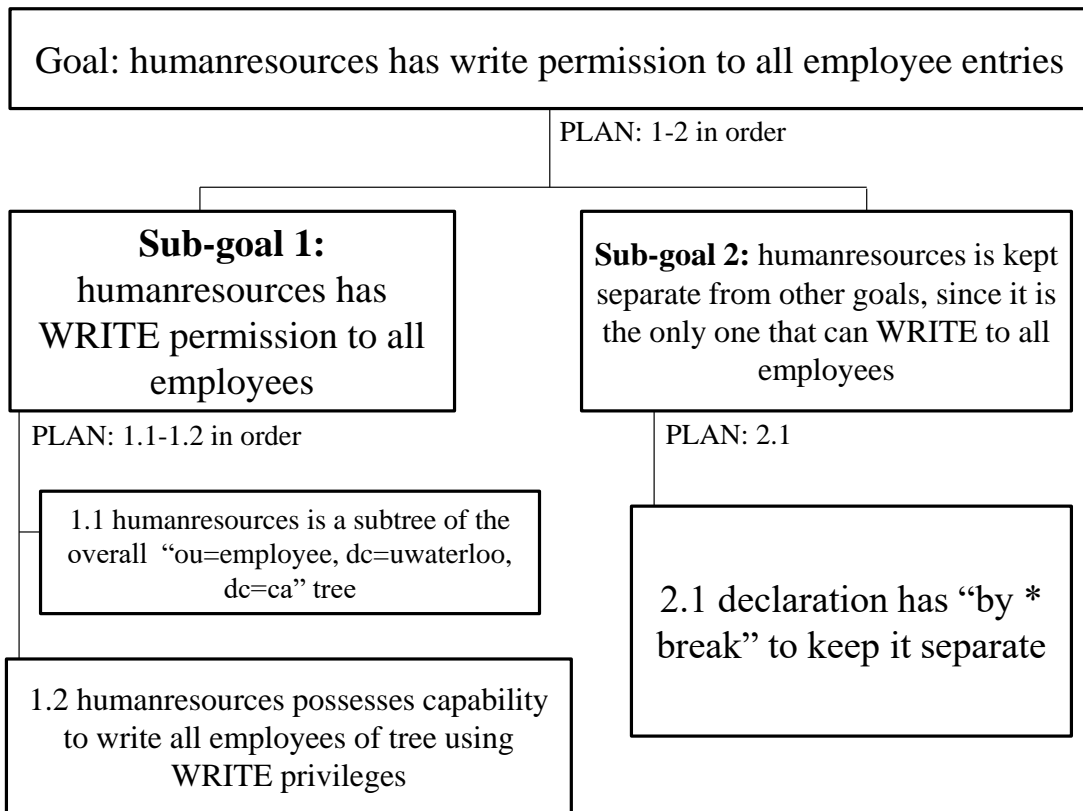 Goal: humanresources has write permission to all employee entries
PLAN: 1-2 in order
Sub-goal 1:
humanresources has
WRITE permission to all
employees
Sub-goal 2: humanresources is kept
separate from other goals, since it is
the only one that can WRITE to all
employees
PLAN: 1.1-1.2 in order
PLAN: 2.1
1.1 humanresources is a subtree of the
overall “ou=employee, dc=uwaterloo,
dc=ca” tree
2.1 declaration has “by *
break” to keep it separate
1.2 humanresources possesses capability
to write all employees of tree using
WRITE privileges